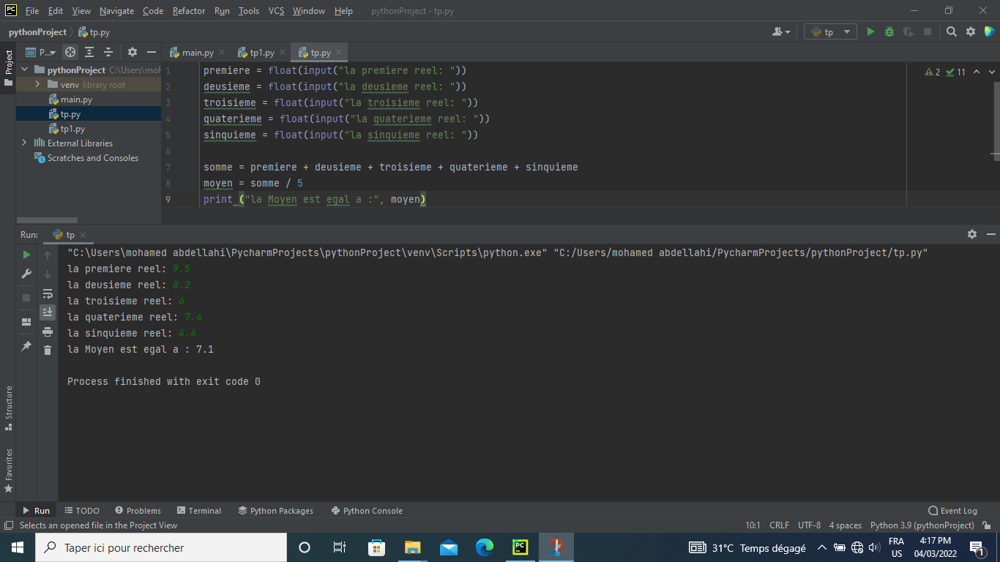 PC File Edit View Navigate Code Refactor Run Tools VCS Window Help pythonProject - tp.py
pythonProject tp.py tp
Project
P... main.py tp1.py tp.py
pythonProject C:\Users\moh
venv library root
main.py
tp.py
tp1.py
External Libraries
Scratches and Consoles
1 premiere = float(input("la premiere reel: "))
2 deusieme = float(input("la deusieme reel: "))
3 troisieme = float(input("la troisieme reel: "))
4 quaterieme = float(input("la quaterieme reel: "))
5 sinquieme = float(input("la sinquieme reel: "))
6
7 somme = premiere + deusieme + troisieme + quaterieme + sinquieme
8 moyen = somme / 5
9 print ("la Moyen est egal a :", moyen)
2 11
Run: tp
"C:\Users\mohamed abdellahi\PycharmProjects\pythonProject\venv\Scripts\python.exe" "C:/Users/mohamed abdellahi/PycharmProjects/pythonProject/tp.py"
la premiere reel: 9.5
la deusieme reel: 8.2
la troisieme reel: 6
la quaterieme reel: 7.4
la sinquieme reel: 4.4
la Moyen est egal a : 7.1
Process finished with exit code 0
Structure
Favorites
Run TODO Problems Terminal Python Packages Python Console Event Log
Selects an opened file in the Project View 10:1 CRLF UTF-8 4 spaces Python 3.9 (pythonProject)
Taper ici pour rechercher PC 31°C Temps dégagé FRA 4:17 PM
US 04/03/2022 1